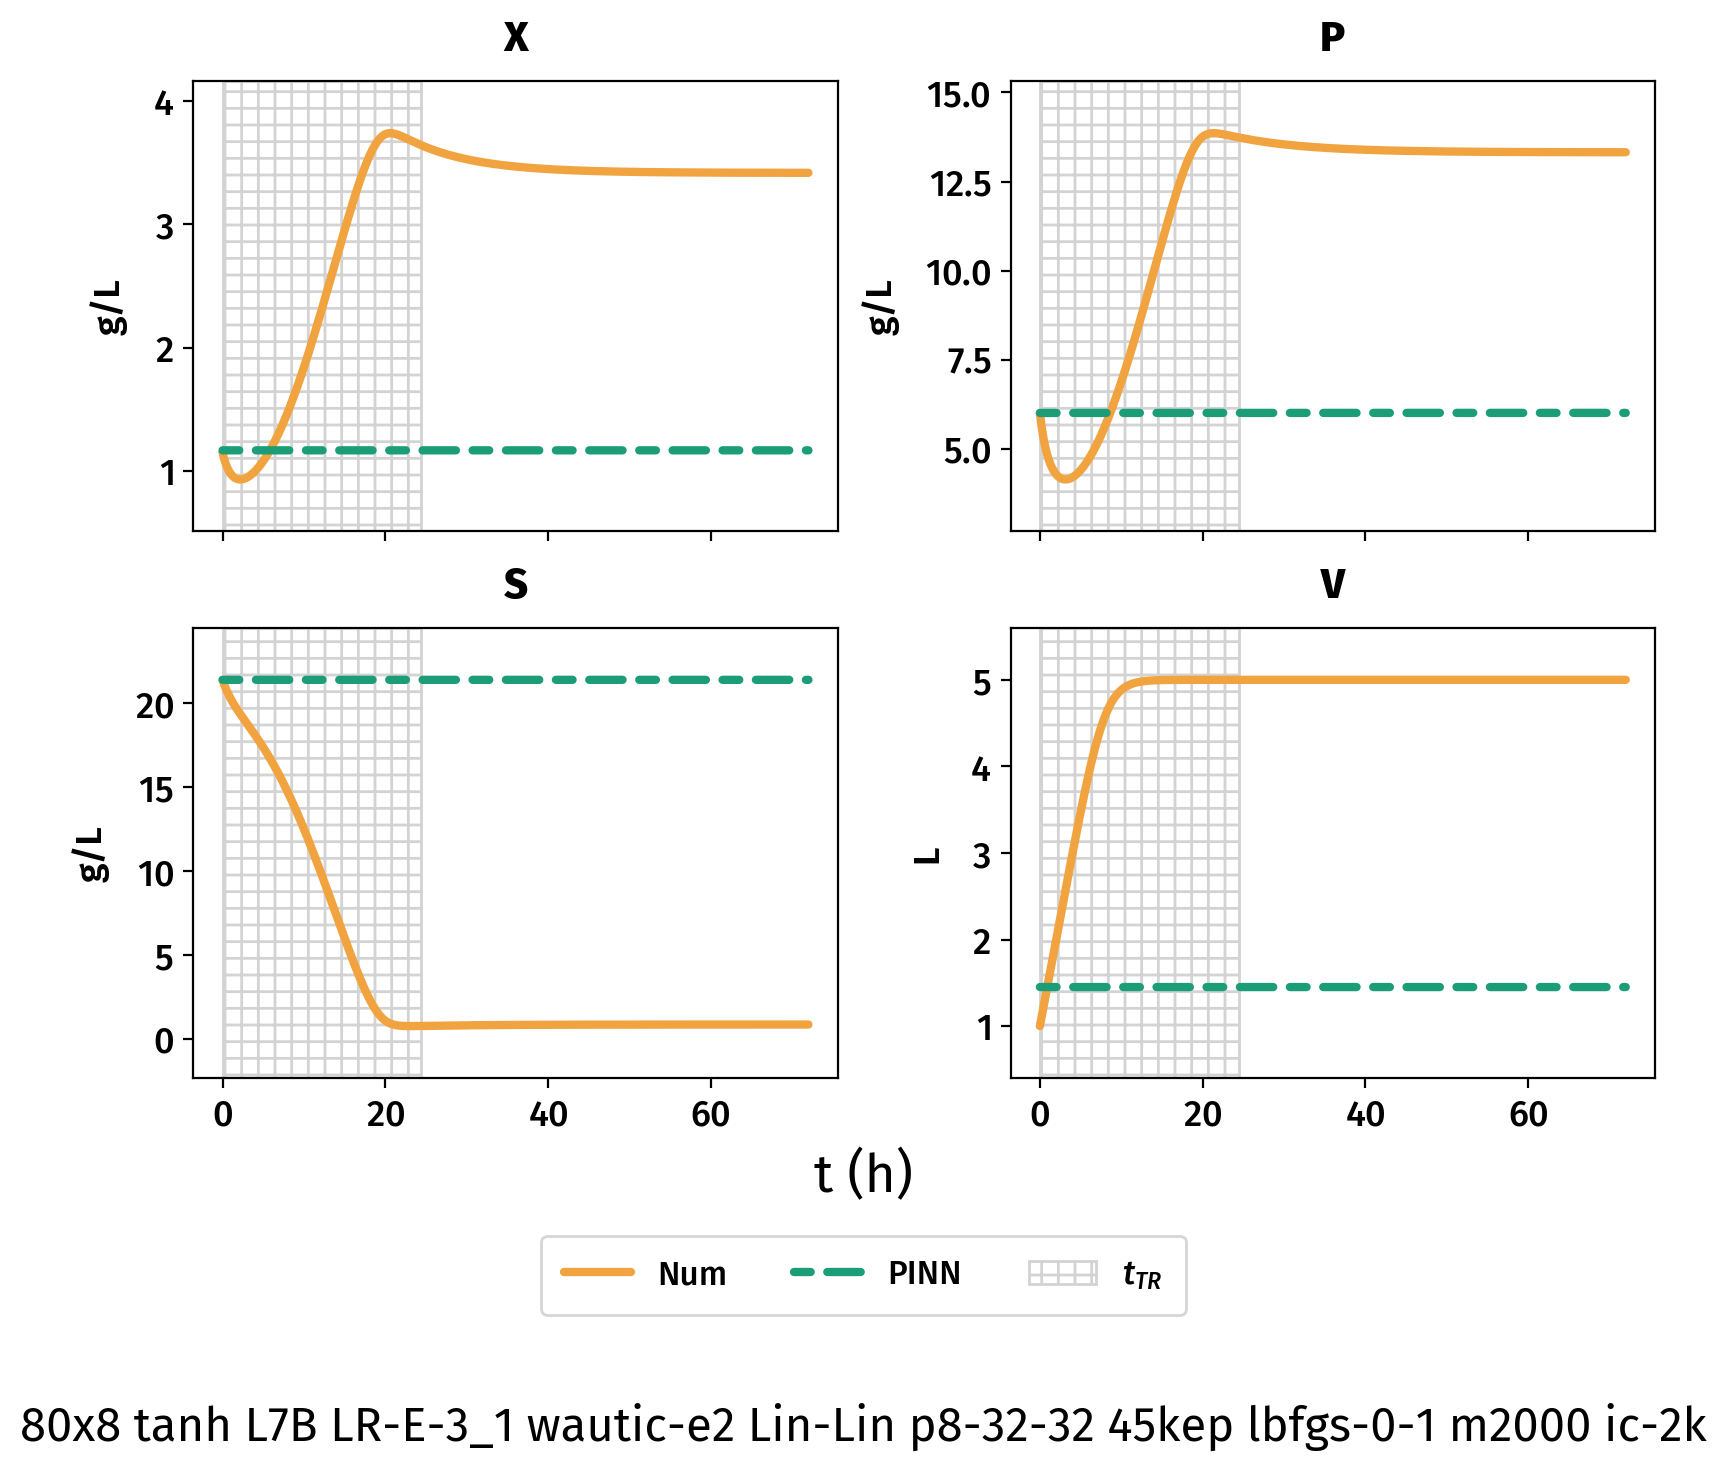 X
4
3
2
1
g/L
P
15.0
12.5
10.0
7.5
5.0
g/L
S
20
15
10
5
0
g/L
0 20 40 60
V
5
4
3
2
1
L
0 20 40 60
t (h)
Num PINN tTR
80x8 tanh L7B LR-E-3_1 wautic-e2 Lin-Lin p8-32-32 45kep lbfgs-0-1 m2000 ic-2k